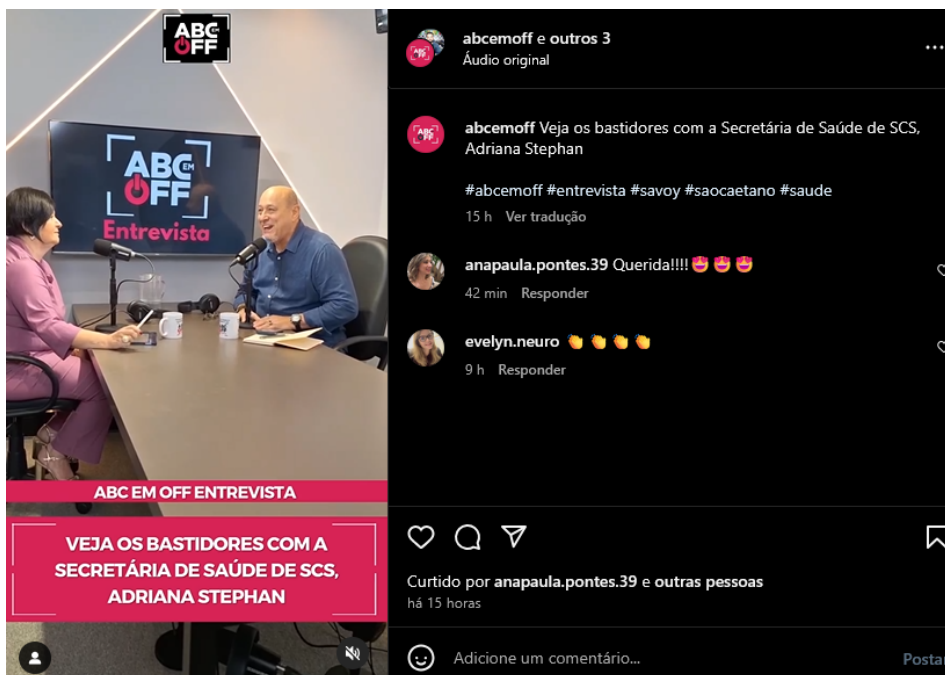 ABC EM
OFF
ABC EM
OFF
Entrevista
ABC EM OFF ENTREVISTA
VEJA OS BASTIDORES COM A
SECRETÁRIA DE SAÚDE DE SCS,
ADRIANA STEPHAN
abcemoff e outros 3
Áudio original
abcemoff Veja os bastidores com a Secretária de Saúde de SCS,
Adriana Stephan
#abcemoff #entrevista #savoy #saocaetano #saude
15 h Ver tradução
anapaula.pontes.39 Querida!!!!🤩🤩🤩
42 min Responder
evelyn.neuro 👏👏👏👏
9 h Responder
Curtido por anapaula.pontes.39 e outras pessoas
há 15 horas
Adicione um comentário...
Postar